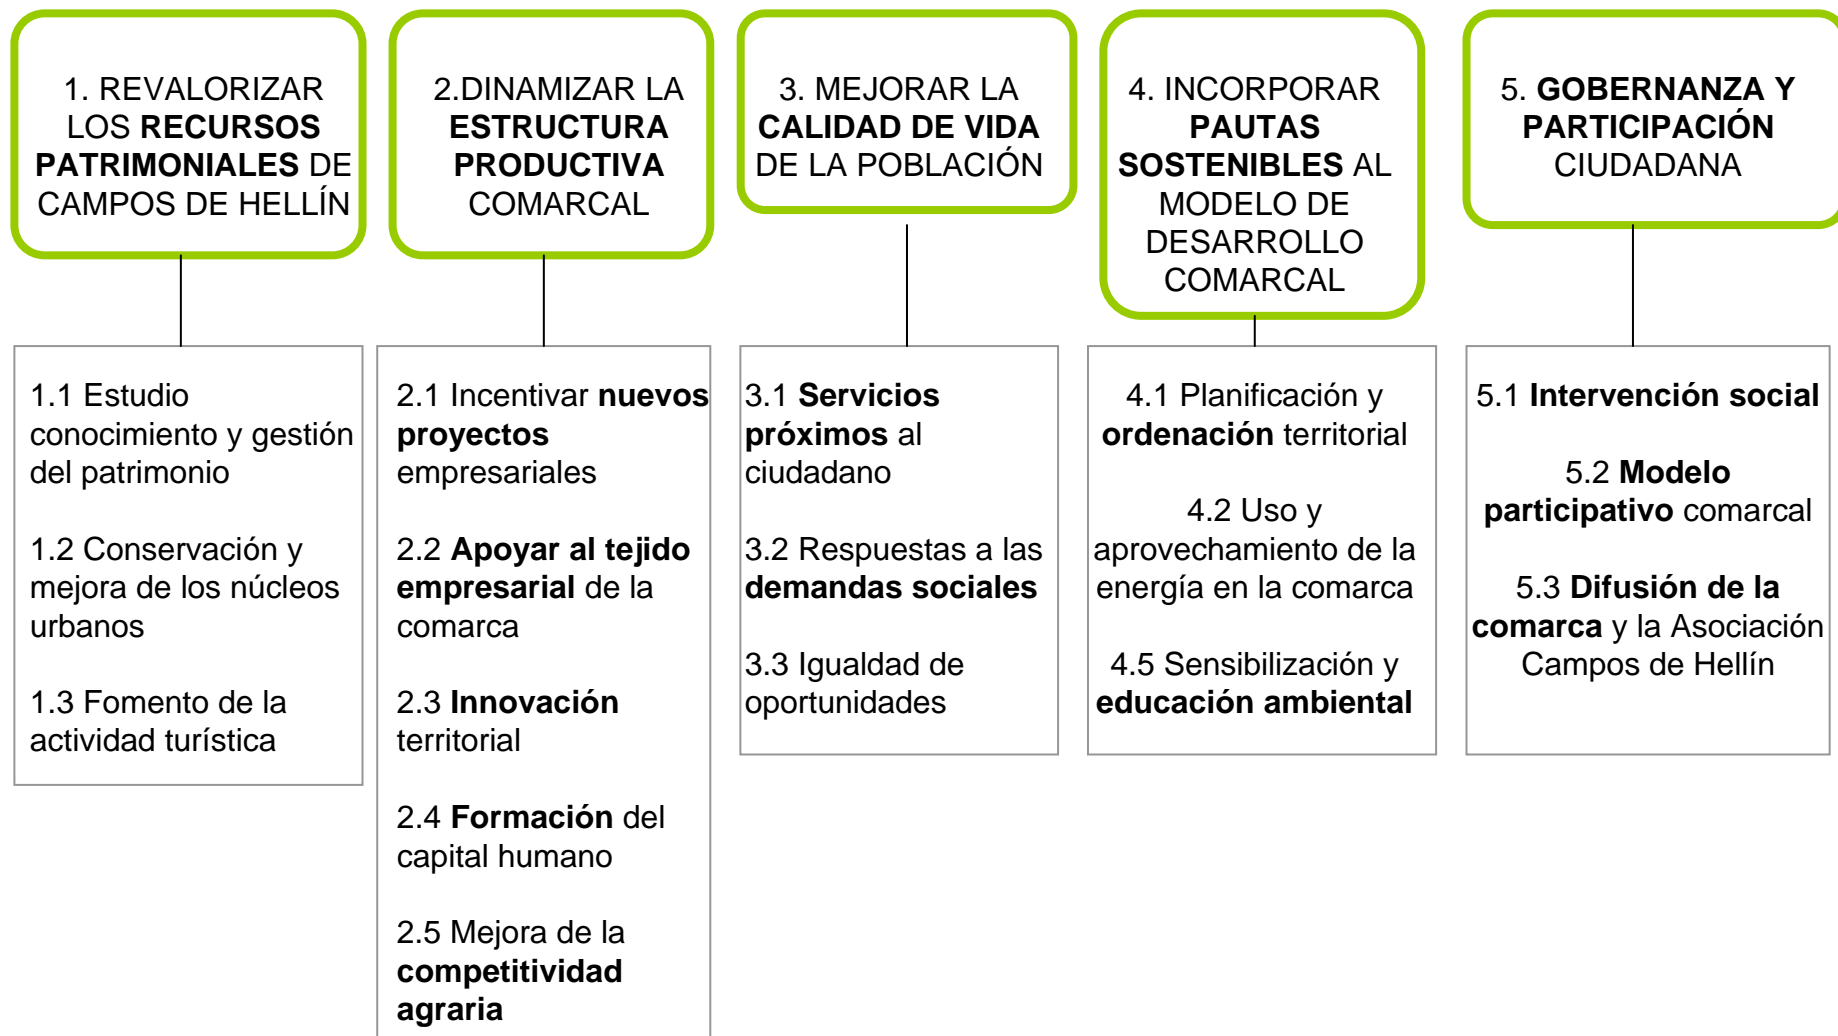 1. REVALORIZAR
LOS RECURSOS
PATRIMONIALES DE
CAMPOS DE HELLÍN
2.DINAMIZAR LA
ESTRUCTURA
PRODUCTIVA
COMARCAL
3. MEJORAR LA
CALIDAD DE VIDA
DE LA POBLACIÓN
4. INCORPORAR
PAUTAS
SOSTENIBLES AL
MODELO DE
DESARROLLO
COMARCAL
5. GOBERNANZA Y
PARTICIPACIÓN
CIUDADANA
1.1 Estudio
conocimiento y gestión
del patrimonio
1.2 Conservación y
mejora de los núcleos
urbanos
1.3 Fomento de la
actividad turística
2.1 Incentivar nuevos
proyectos
empresariales
2.2 Apoyar al tejido
empresarial de la
comarca
2.3 Innovación
territorial
2.4 Formación del
capital humano
2.5 Mejora de la
competitividad
agraria
3.1 Servicios
próximos al
ciudadano
3.2 Respuestas a las
demandas sociales
3.3 Igualdad de
oportunidades
4.1 Planificación y
ordenación territorial
4.2 Uso y
aprovechamiento de la
energía en la comarca
4.5 Sensibilización y
educación ambiental
5.1 Intervención social
5.2 Modelo
participativo comarcal
5.3 Difusión de la
comarca y la Asociación
Campos de Hellín